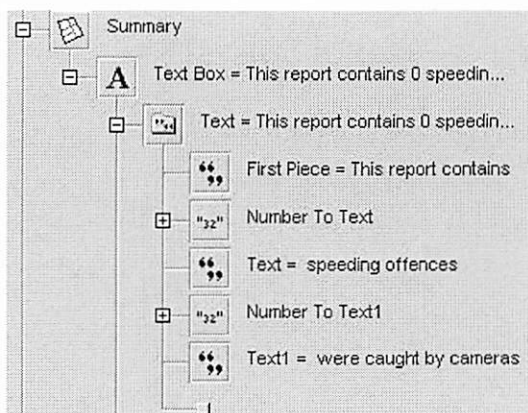 Summary
A Text Box = This report contains 0 speedin...
Text = This report contains 0 speedin...
First Piece = This report contains
"32" Number To Text
Text = speeding offences
"32" Number To Text1
Text1 = were caught by cameras